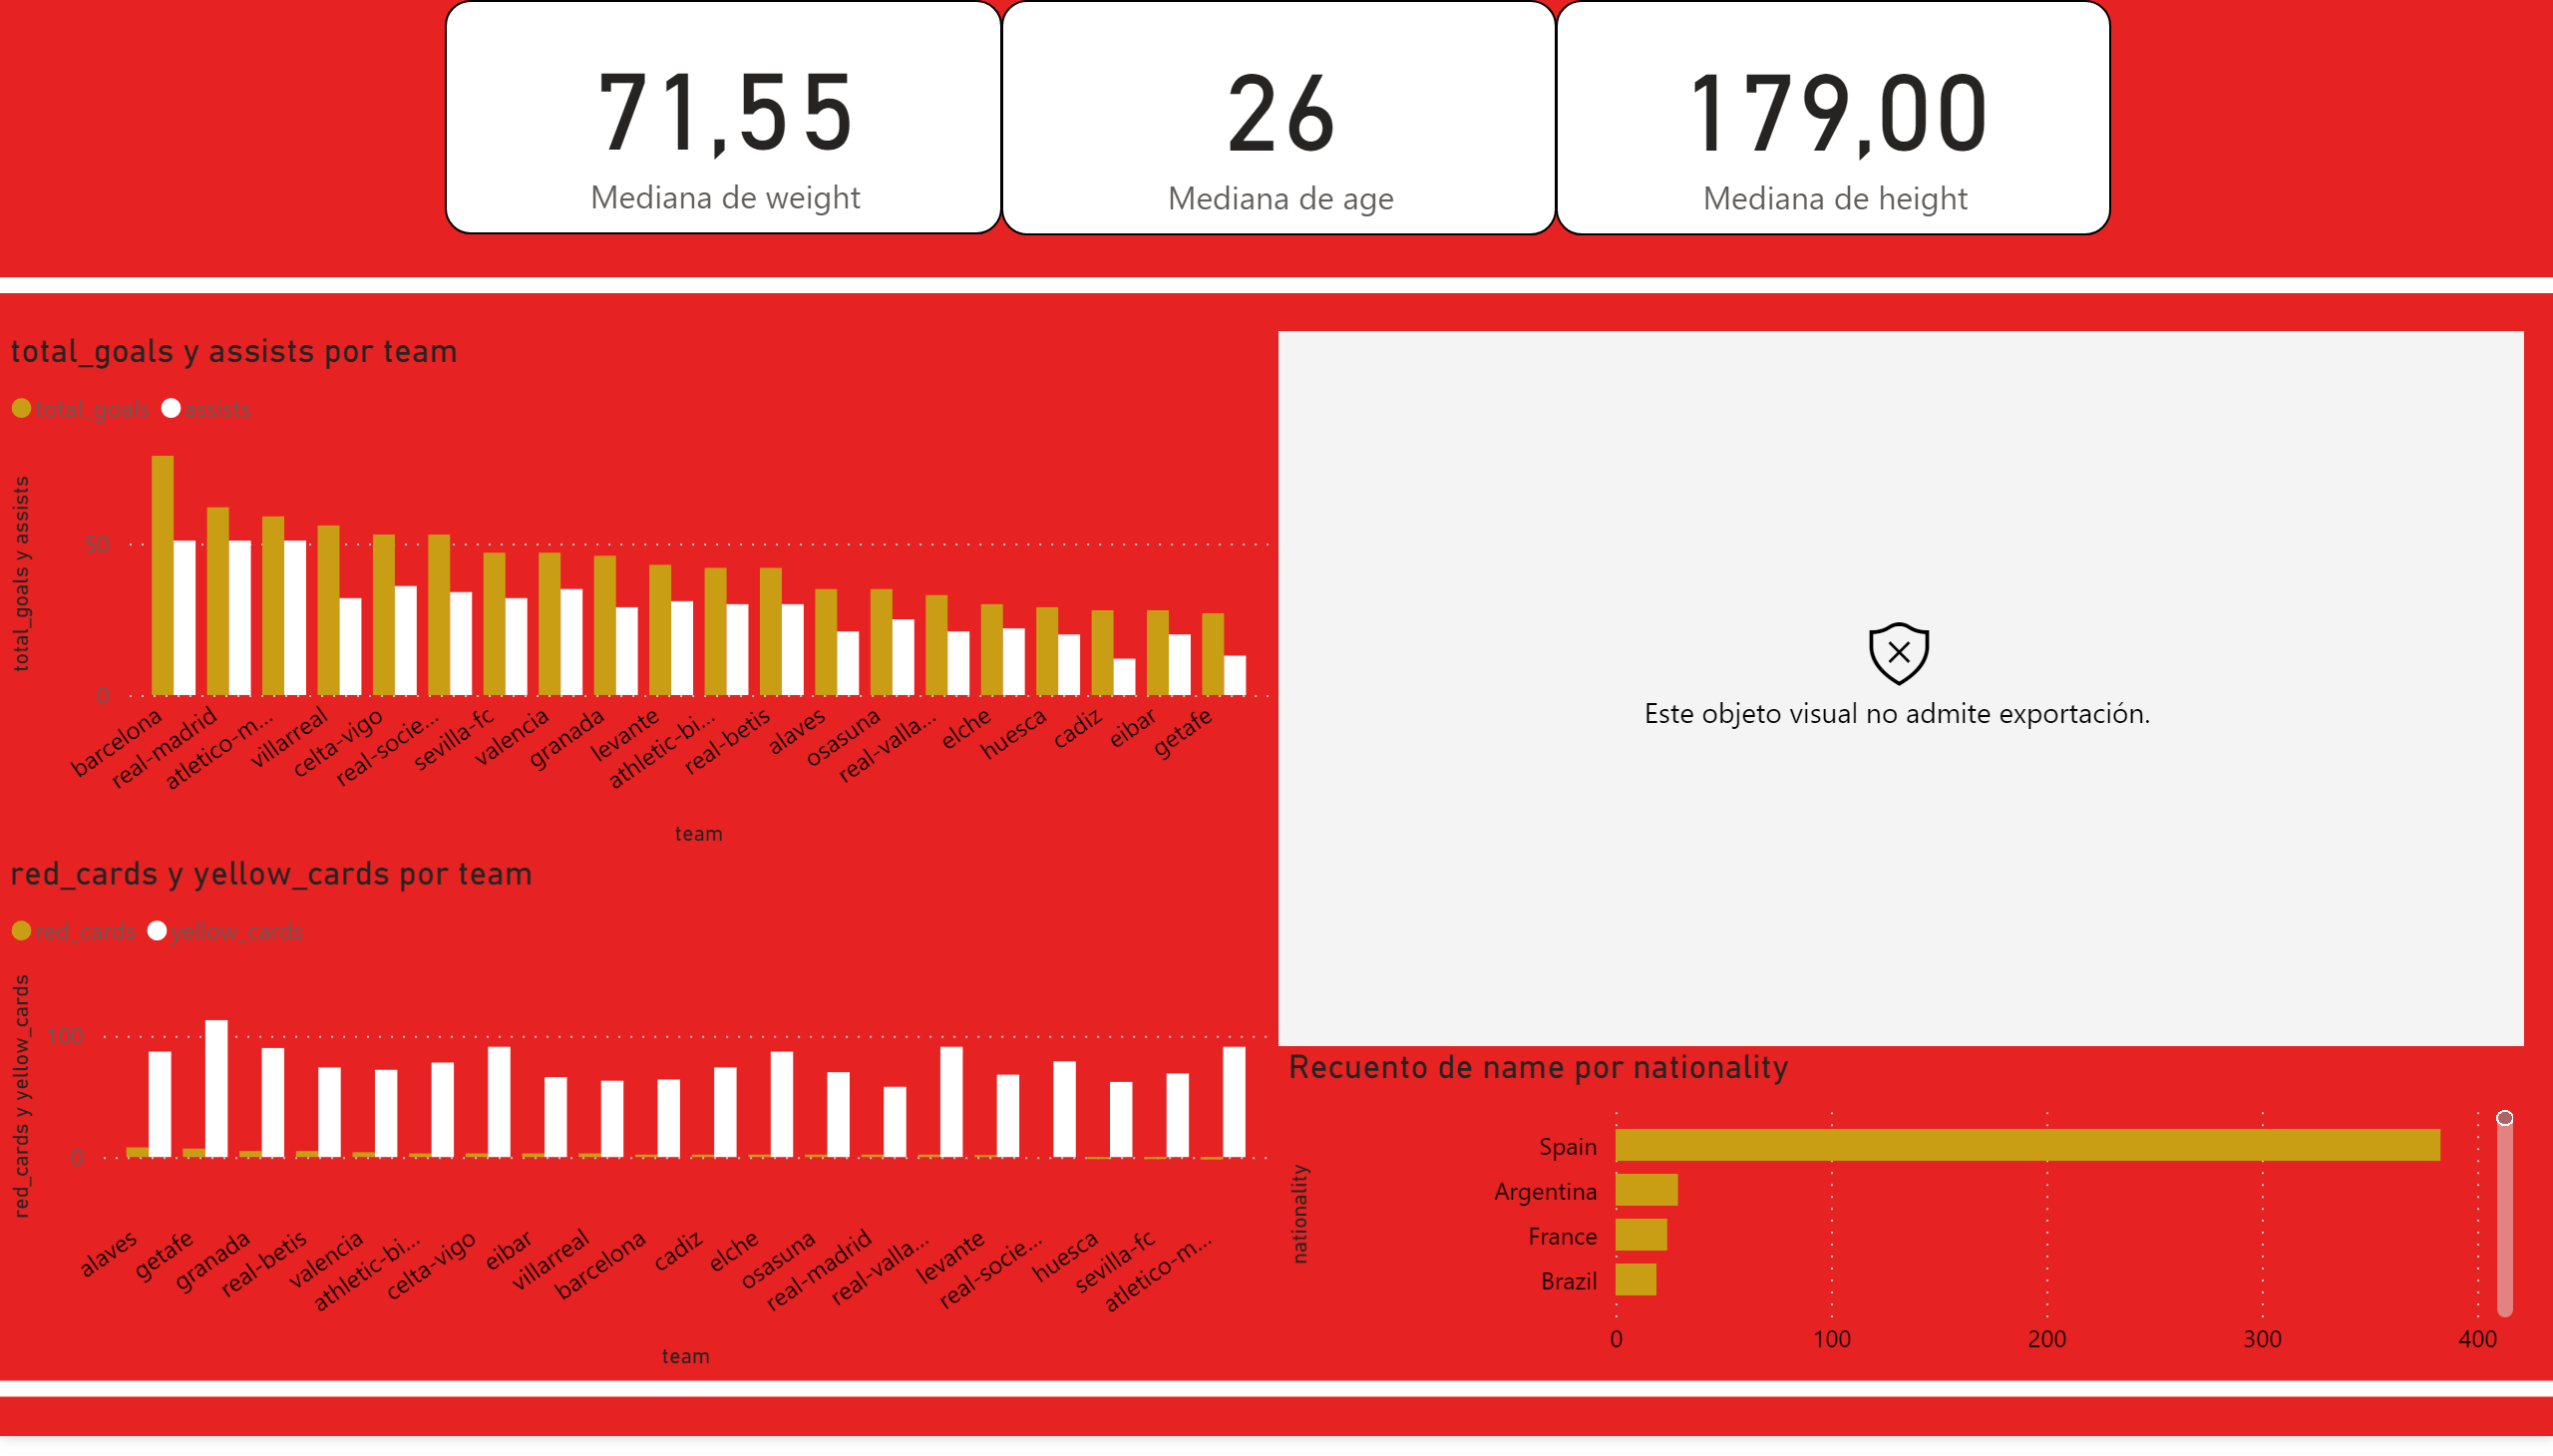 71,55
Mediana de weight
26
Mediana de age
179,00
Mediana de height
total_goals y assists por team
total_goals assists
total_goals y assists
50
0
barcelona
real-madrid
atletico-m...
villarreal
celta-vigo
real-socie...
sevilla-fc
valencia
granada
levante
athletic-bi...
real-betis
alaves
osasuna
real-valla...
elche
huesca
cadiz
eibar
getafe
team
Este objeto visual no admite exportación.
red_cards y yellow_cards por team
red_cards yellow_cards
red_cards y yellow_cards
100
0
alaves
getafe
granada
real-betis
valencia
athletic-bi...
celta-vigo
eibar
villarreal
barcelona
cadiz
elche
osasuna
real-madrid
real-valla...
levante
real-socie...
huesca
sevilla-fc
atletico-m...
team
Recuento de name por nationality
nationality
Spain
Argentina
France
Brazil
0 100 200 300 400